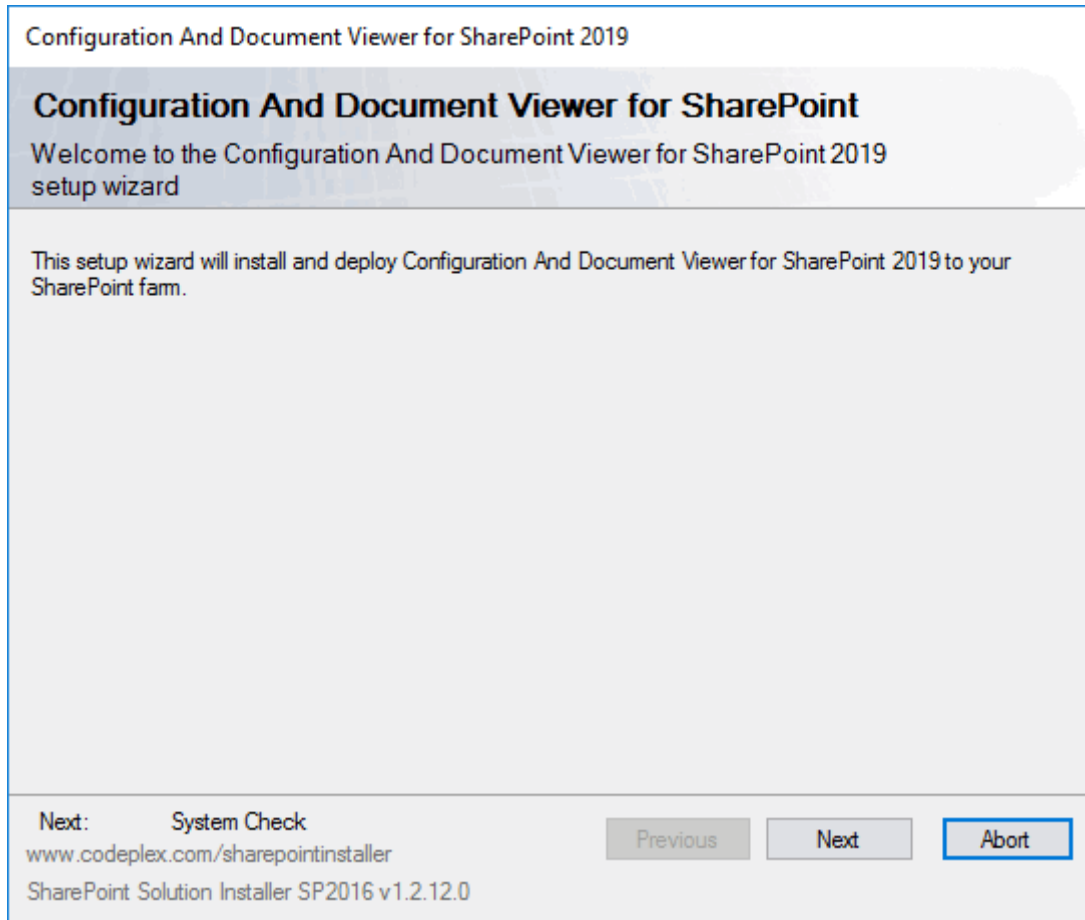 Configuration And Document Viewer for SharePoint 2019
Configuration And Document Viewer for SharePoint
Welcome to the Configuration And Document Viewer for SharePoint 2019
setup wizard
This setup wizard will install and deploy Configuration And Document Viewer for SharePoint 2019 to your
SharePoint farm.
Next: System Check
www.codeplex.com/sharepointinstaller
SharePoint Solution Installer SP2016 v1.2.12.0
Previous Next Abort